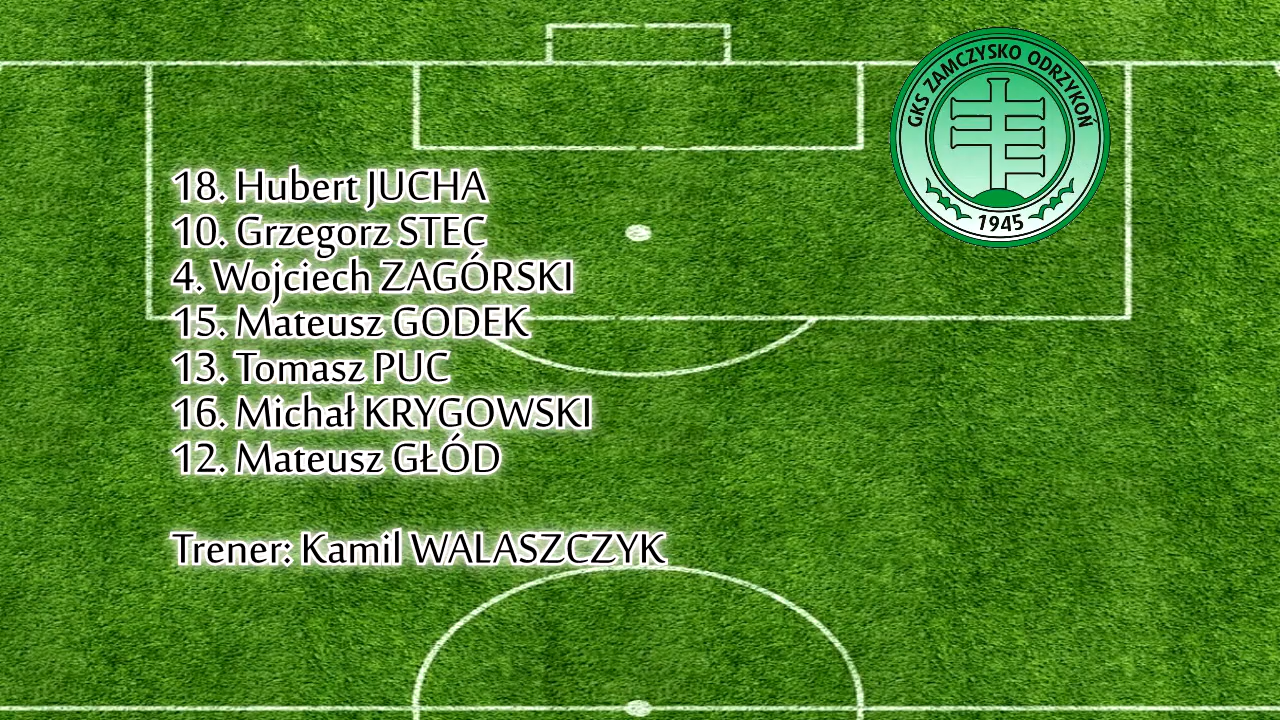 GKS ZAMCZYSKO ODRZYKOŃ
1945
18. Hubert JUCHA
10. Grzegorz STEC
4. Wojciech ZAGÓRSKI
15. Mateusz GODEK
13. Tomasz PUC
16. Michał KRYGOWSKI
12. Mateusz GŁÓD
Trener: Kamil WALASZCZYK